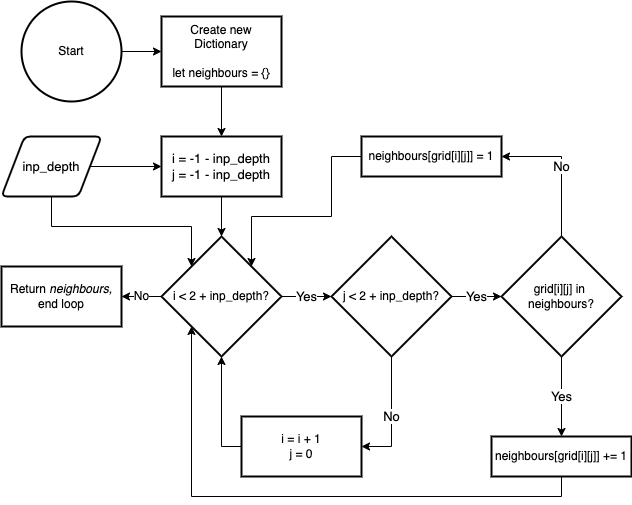 Start
Create new
Dictionary
let neighbours = {}
inp_depth
i = -1 - inp_depth
j = -1 - inp_depth
neighbours[grid[i][j]] = 1
No
Return neighbours,
end loop
No
i < 2 + inp_depth?
Yes
j < 2 + inp_depth?
Yes
grid[i][j] in
neighbours?
No
Yes
i = i + 1
j = 0
neighbours[grid[i][j]] += 1